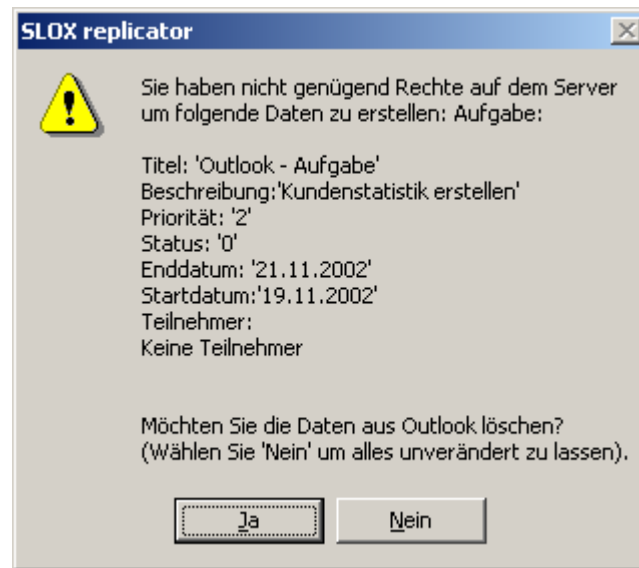 SLOX replicator
Sie haben nicht genügend Rechte auf dem Server
um folgende Daten zu erstellen: Aufgabe:
Titel: 'Outlook - Aufgabe'
Beschreibung:'Kundenstatistik erstellen'
Priorität: '2'
Status: '0'
Enddatum: '21.11.2002'
Startdatum:'19.11.2002'
Teilnehmer:
Keine Teilnehmer
Möchten Sie die Daten aus Outlook löschen?
(Wählen Sie 'Nein' um alles unverändert zu lassen).
Ja
Nein